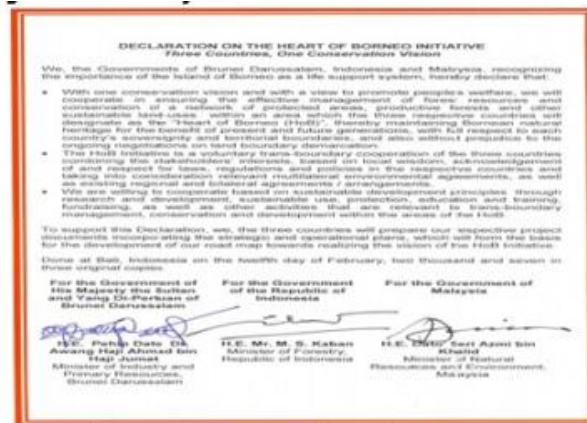 DECLARATION ON THE HEART OF BORNEO INITIATIVE
Three Countries, One Conservation Vision
We, the Governments of Brunei Darussalam, Indonesia and Malaysia, recognizing
the importance of the Island of Borneo as a life support system, hereby declare that:
• With one conservation vision and with a view to promote peoples welfare, we will
cooperate in ensuring the effective management of forest resources and
conservation of a network of protected areas, productive forests and other
sustainable land-uses within an area which the three respective countries will
designate as the "Heart of Borneo (HoB)", thereby maintaining Bornean natural
heritage for the benefit of present and future generations, with full respect to each
country's sovereignty and territorial boundaries, and also without prejudice to the
ongoing negotiations on land boundary demarcation.
• The HoB Initiative is a voluntary trans-boundary cooperation of the three countries
combining the stakeholders' interests, based on local wisdom, acknowledgement
of and respect for laws, regulations and policies in the respective countries and
taking into consideration relevant multilateral environmental agreements as well
as existing regional and bilateral agreements / arrangements.
• We are willing to cooperate based on sustainable development principles through
research and development, sustainable use, protection, education and training,
fundraising, as well as other activities that are relevant to trans-boundary
management, conservation and development within the areas of the HoB.
To support this Declaration, we, the three countries will prepare our respective project
documents incorporating the strategic and operational plans, which will form the basis
for the development of our road map towards realizing the vision of the HoB Initiative.
Done at Bali, Indonesia on the twelfth day of February, two thousand and seven in
three original copies.
For the Government of
His Majesty the Sultan
and Yang Di-Pertuan of
Brunei Darussalam
For the Government
of the Republic of
Indonesia
For the Government of
Malaysia
H.E. Pehin Dato Dr.
Awang Haji Ahmad bin
Haji Jumat
Minister of Industry and
Primary Resources,
Brunei Darussalam
H.E. Mr. M. S. Kaban
Minister of Forestry,
Republic of Indonesia
H.E. Dato' Seri Azmi bin
Khalid
Minister of Natural
Resources and Environment,
Malaysia